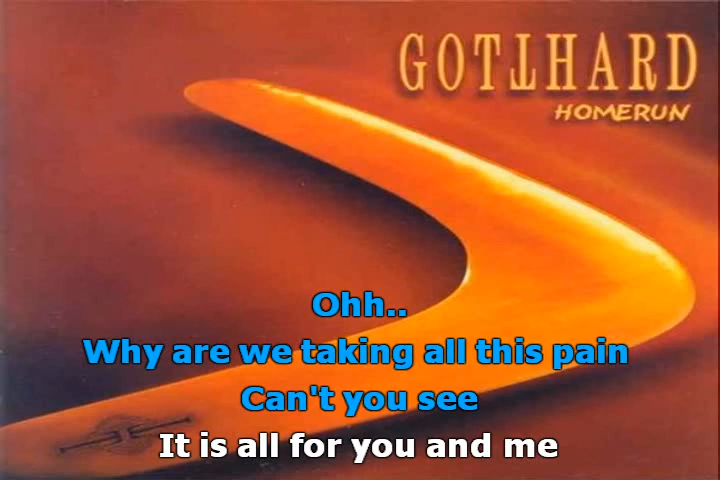 GOTTHARD
HOMERUN
Ohh..
Why are we taking all this pain
Can't you see
It is all for you and me